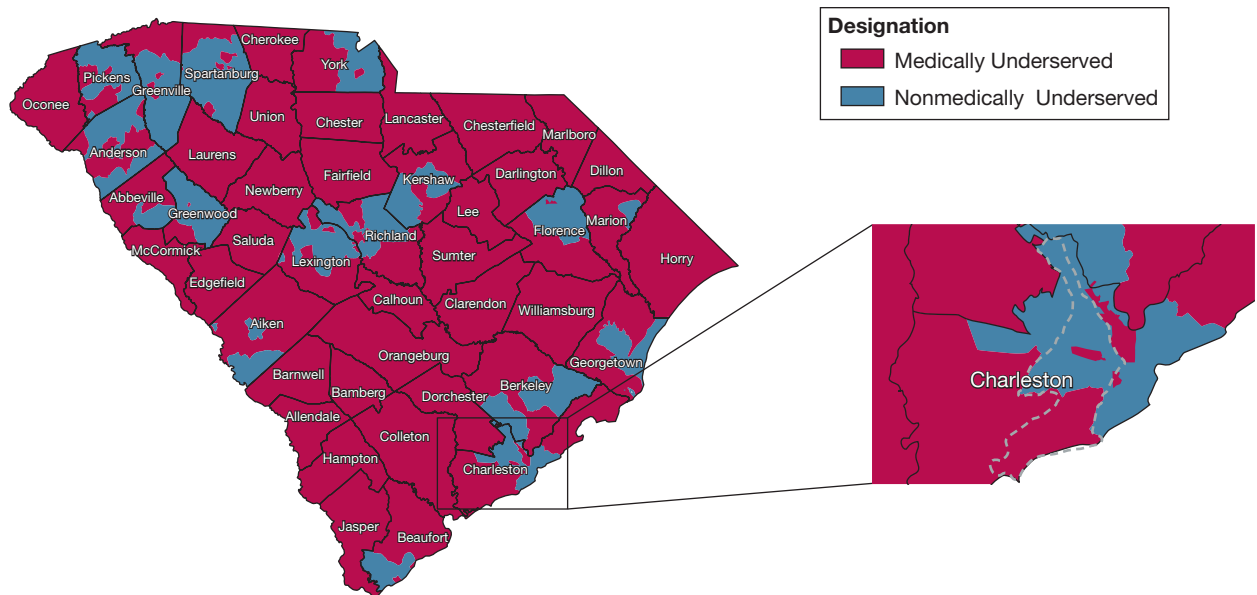 Designation
Medically Underserved
Nonmedically Underserved
Cherokee
York
Pickens
Spartanburg
Greenville
Oconee
Union
Chester
Lancaster
Chesterfield
Marlboro
Anderson
Laurens
Fairfield
Kershaw
Darlington
Dillon
Abbeville
Newberry
Greenwood
Lee
Marion
Saluda
Richland
Florence
McCormick
Lexington
Sumter
Horry
Edgefield
Calhoun
Clarendon
Williamsburg
Aiken
Orangeburg
Georgetown
Barnwell
Bamberg
Berkeley
Dorchester
Allendale
Colleton
Hampton
Charleston
Jasper
Beaufort
Charleston